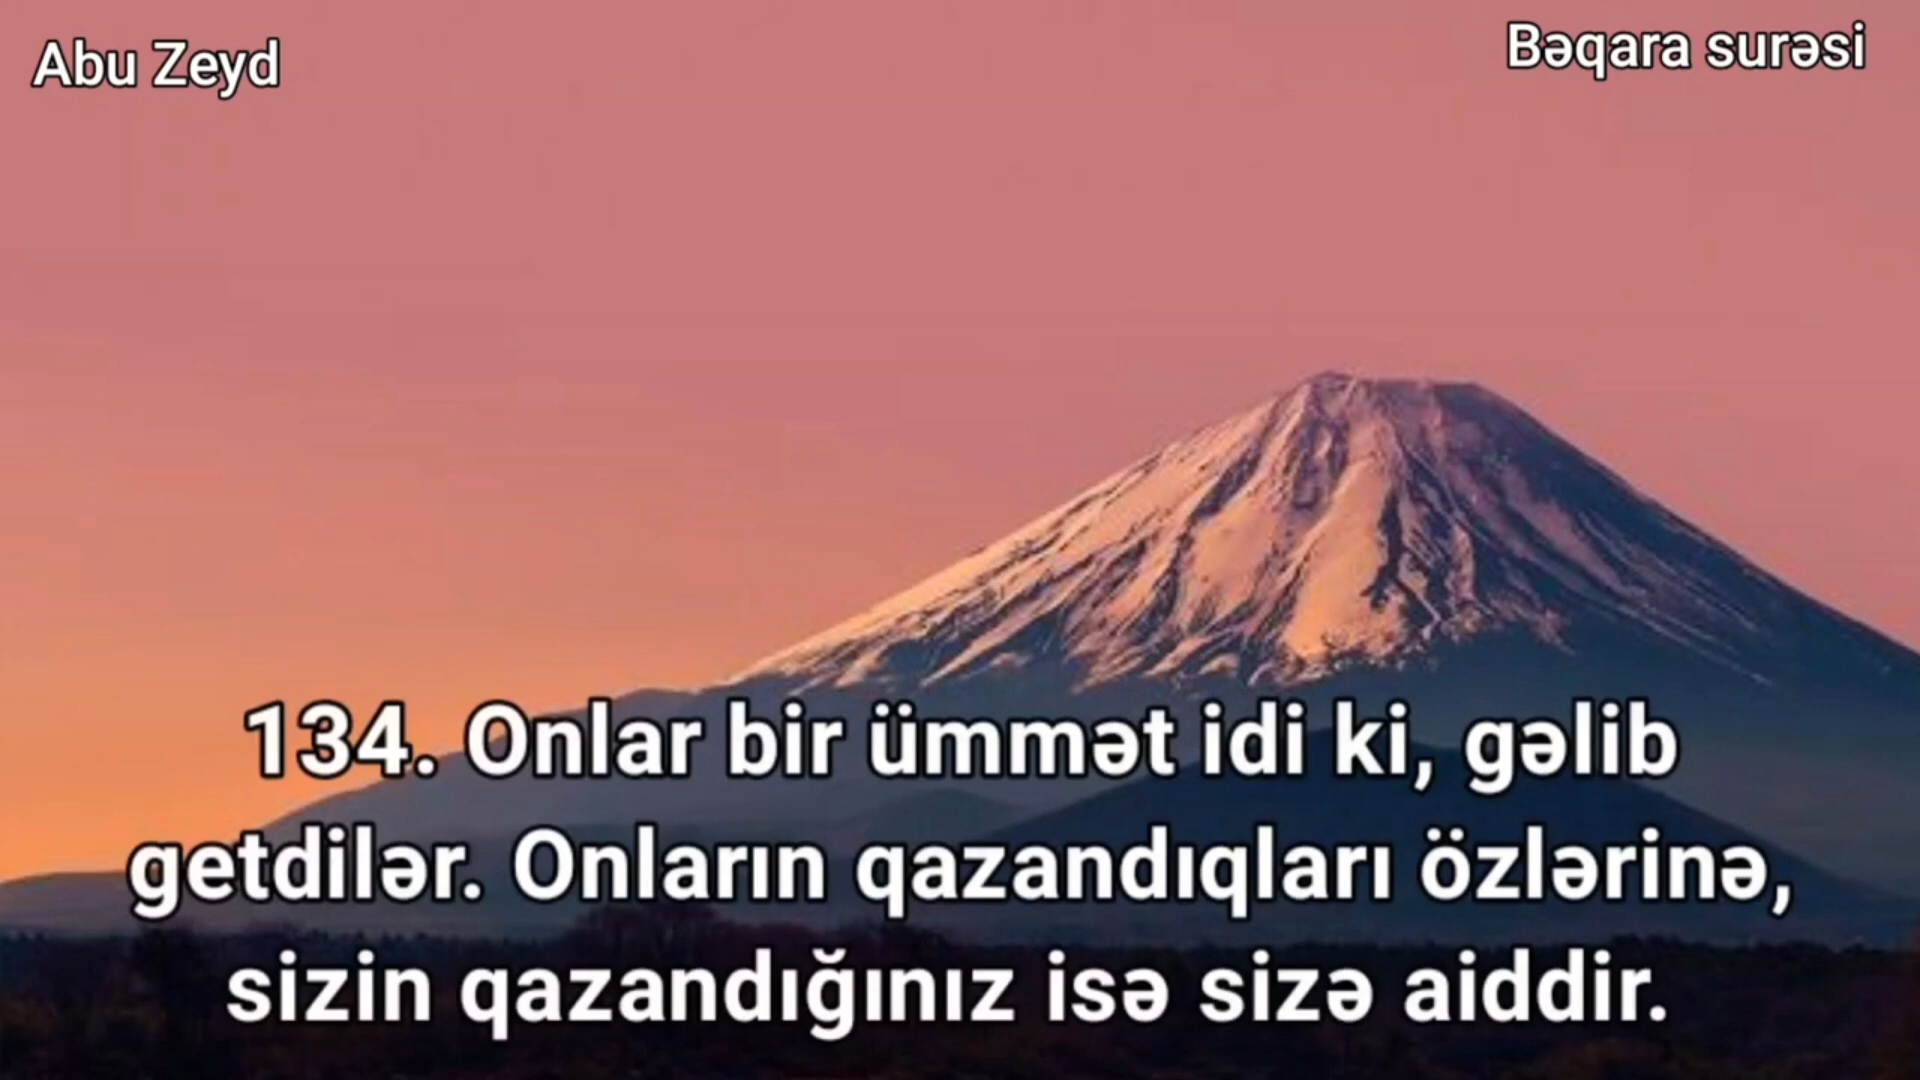 Abu Zeyd
Bəqara surəsi
134. Onlar bir ümmət idi ki, gəlib
getdilər. Onların qazandıqları özlərinə,
sizin qazandığınız isə sizə aiddir.